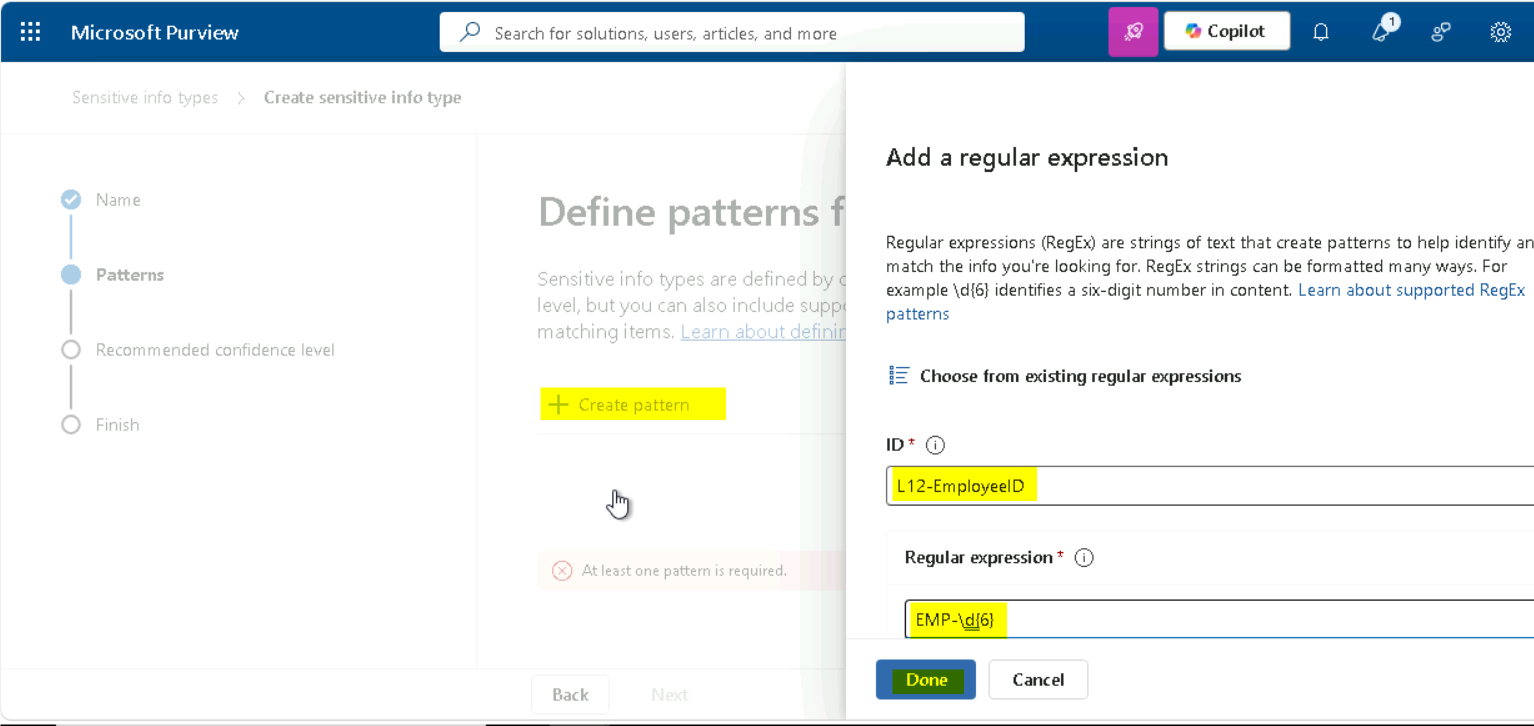 Microsoft Purview
Search for solutions, users, articles, and more
Copilot
1
Sensitive info types > Create sensitive info type
Name
Patterns
Recommended confidence level
Finish
Define patterns f
Sensitive info types are defined by c
level, but you can also include suppo
matching items. Learn about definin
+ Create pattern
At least one pattern is required.
Back
Next
Add a regular expression
Regular expressions (RegEx) are strings of text that create patterns to help identify an
match the info you're looking for. RegEx strings can be formatted many ways. For
example \d{6} identifies a six-digit number in content. Learn about supported RegEx
patterns
Choose from existing regular expressions
ID *
L12-EmployeeID
Regular expression *
EMP-\d{6}
Done
Cancel